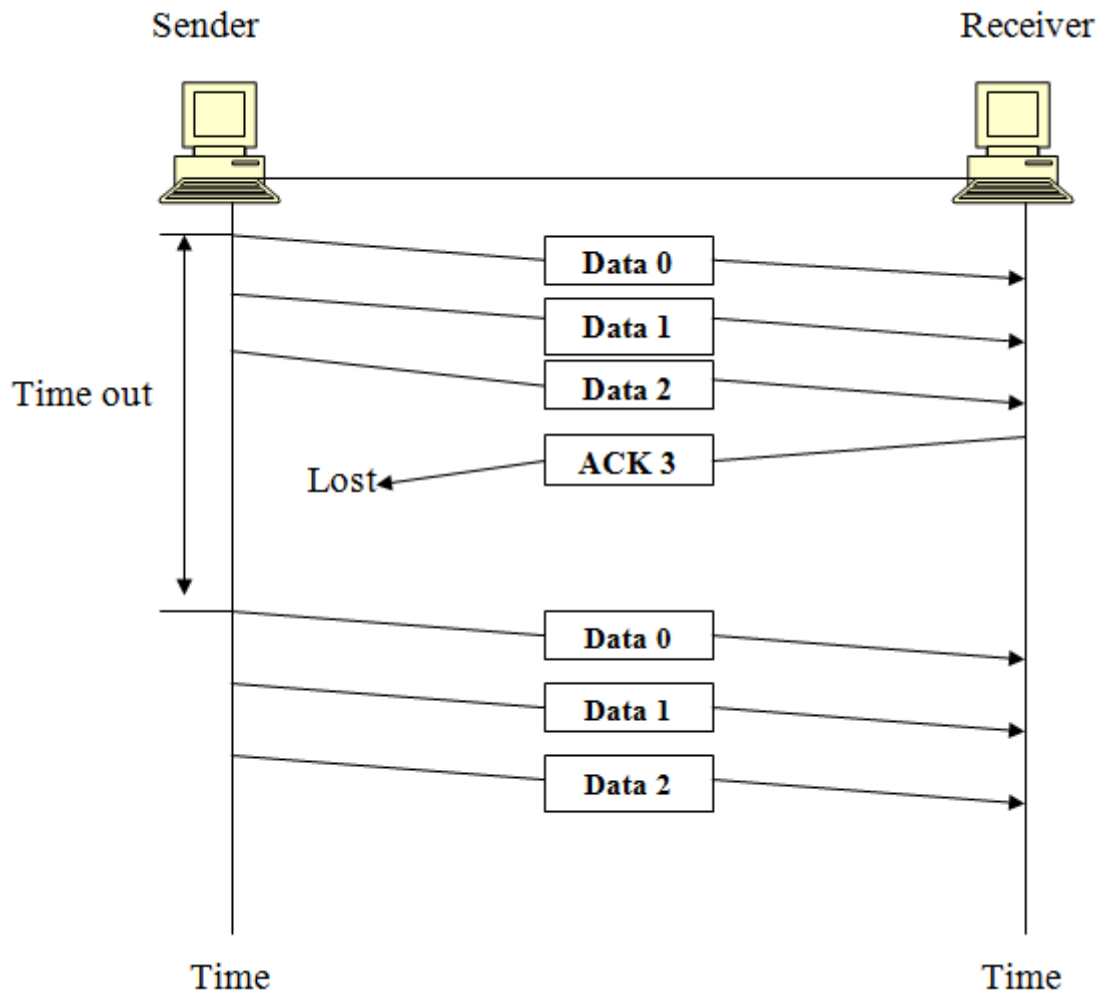 Sender
Receiver
Data 0
Data 1
Data 2
Time out
ACK 3
Lost
Data 0
Data 1
Data 2
Time
Time